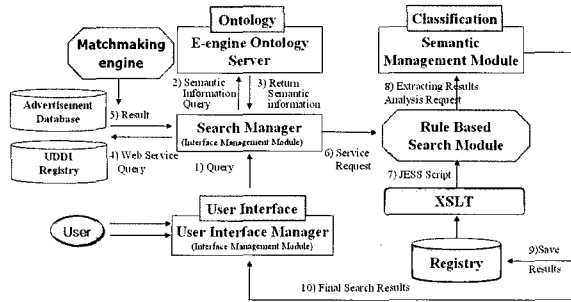 Ontology
Classification
Matchmaking
engine
E-engine Ontology
Server
Semantic
Management Module
2) Semantic
Information
Query
3) Return
Semantic
information
8) Extracting Results
Analysis Request
Advertisement
Database
5) Result
Search Manager
(Interface Management Module)
Rule Based
Search Module
UDDI
Registry
4) Web Service
Query
1) Query
6) Service
Request
7) JESS Script
User Interface
XSLT
User
User Interface Manager
(Interface Management Module)
Registry
9)Save
Results
10) Final Search Results